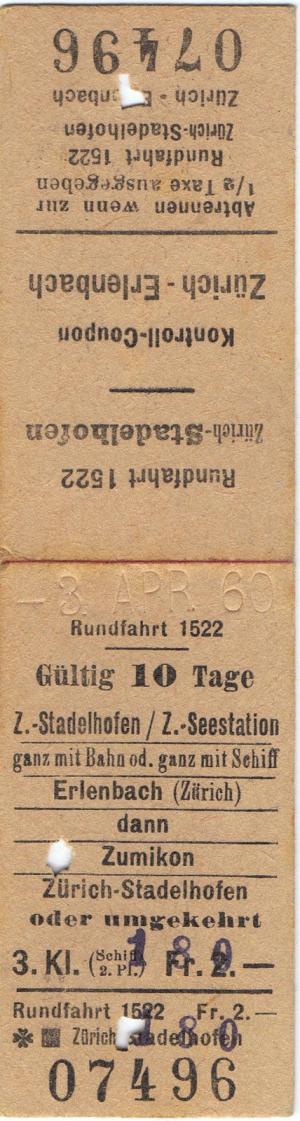 07496
Zürich - Erlenbach
Zürich-Stadelhofen
Rundfahrt 1522
1/2 Taxe ausgegeben
Abtrennen wenn zur
Zürich - Erlenbach
Kontroll-Coupon
Zürich-Stadelhofen
Rundfahrt 1522
-3. APR. 60
Rundfahrt 1522
Gültig 10 Tage
Z.-Stadelhofen / Z.-Seestation
ganz mit Bahn od. ganz mit Schiff
Erlenbach (Zürich)
dann
Zumikon
Zürich-Stadelhofen
oder umgekehrt
3. Kl. (Schiff 2. Pl.) Fr. 2.—
180
Rundfahrt 1522 Fr. 2.—
180
Zürich-Stadelhofen
07496